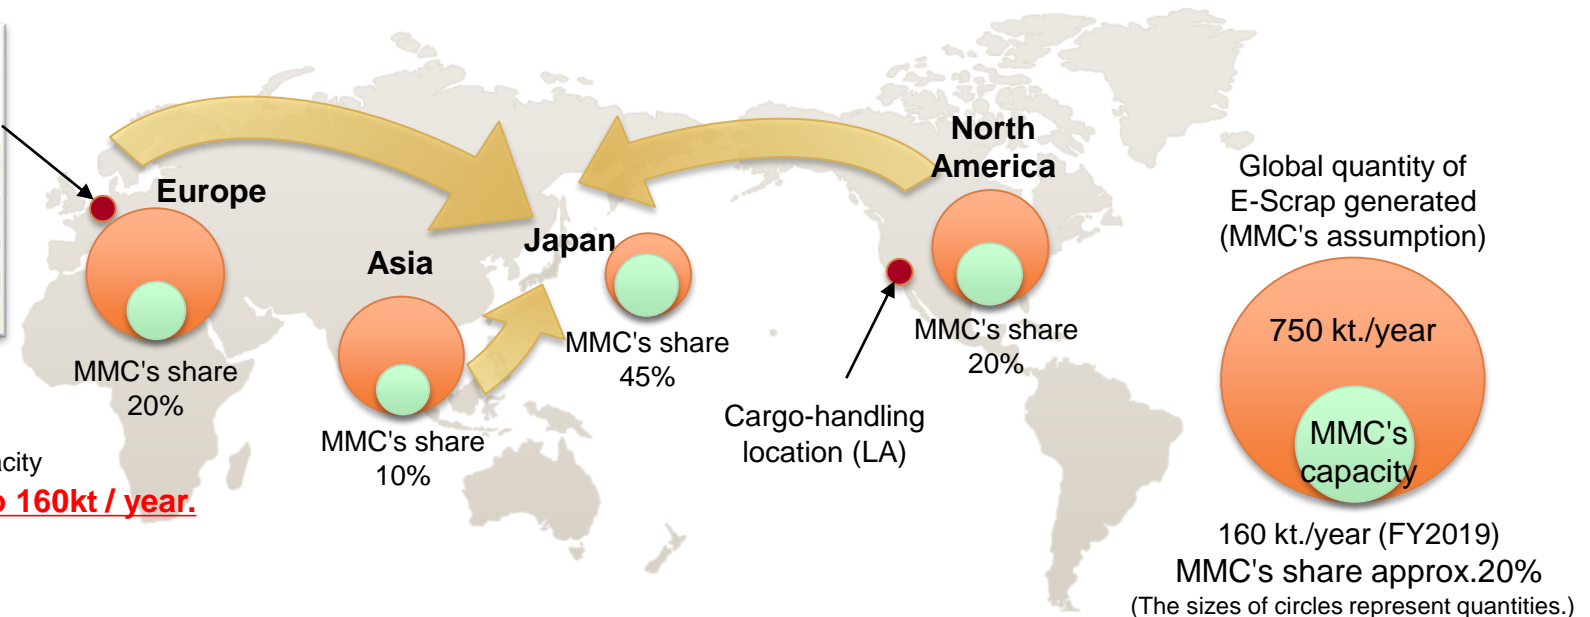 North
America
Europe
Japan
Asia
MMC's share
20%
MMC's share
10%
MMC's share
45%
MMC's share
20%
Cargo-handling
location (LA)
Global quantity of
E-Scrap generated
(MMC's assumption)
750 kt./year
MMC's
capacity
160 kt./year (FY2019)
MMC's share approx.20%
(The sizes of circles represent quantities.)
160kt / year.